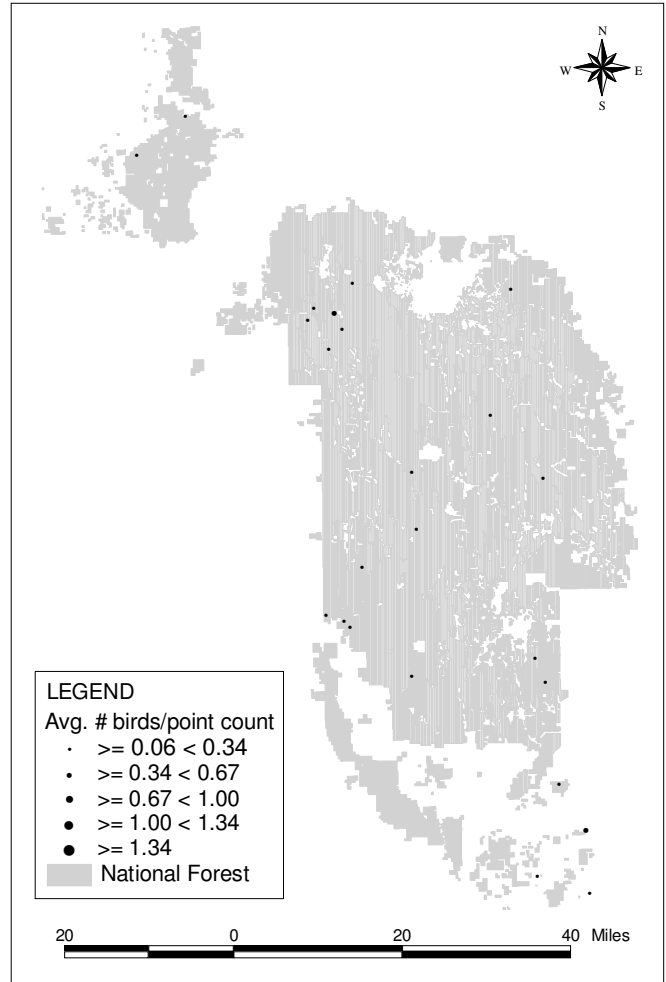 N
W E
S
LEGEND
Avg. # birds/point count
>= 0.06 < 0.34
>= 0.34 < 0.67
>= 0.67 < 1.00
>= 1.00 < 1.34
>= 1.34
National Forest
20 0 20 40 Miles